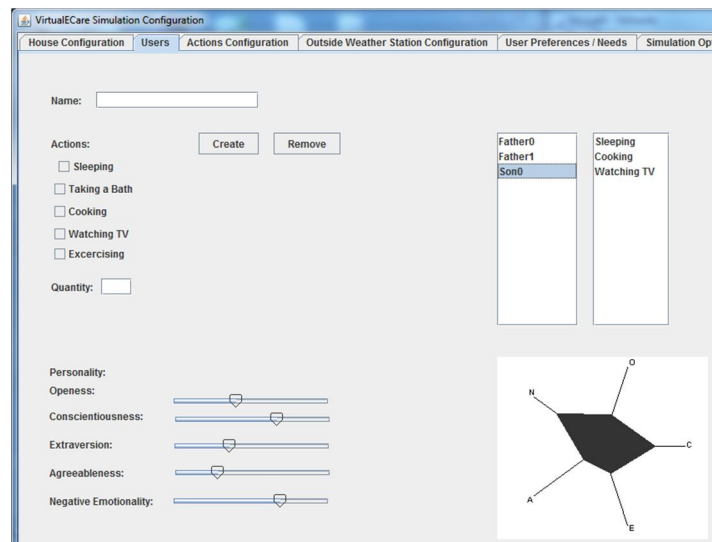 VirtualECare Simulation Configuration
House Configuration Users Actions Configuration Outside Weather Station Configuration User Preferences / Needs Simulation Op
Name:
Actions: Create Remove
Sleeping
Taking a Bath
Cooking
Watching TV
Excercising
Quantity:
Father0
Father1
Son0
Sleeping
Cooking
Watching TV
Personality:
Openess:
Conscientiousness:
Extraversion:
Agreeableness:
Negative Emotionality:
O
N
C
A
E